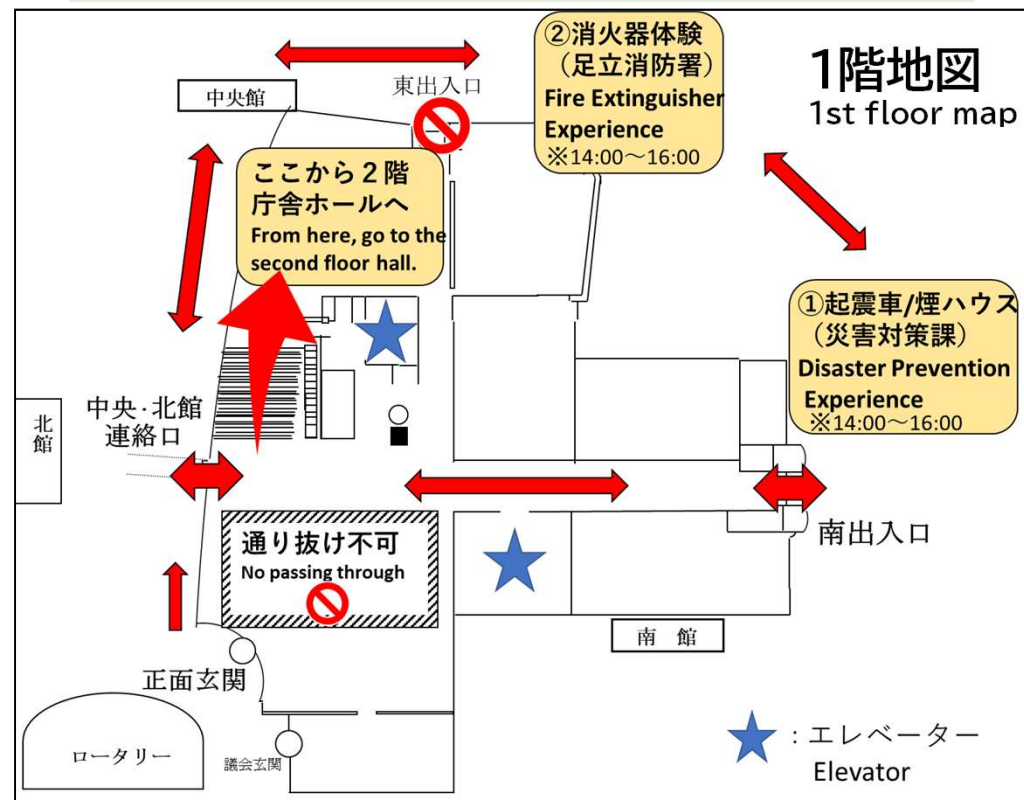 1階地図
1st floor map
②消火器体験
（足立消防署）
Fire Extinguisher
Experience
※14:00～16:00
東出入口
中央館
ここから２階
庁舎ホールへ
From here, go to the
second floor hall.
①起震車/煙ハウス
（災害対策課）
Disaster Prevention
Experience
※14:00～16:00
中央·北館
連絡口
北館
通り抜け不可
No passing through
南出入口
南 館
正面玄関
ロータリー
議会玄関
：エレベーター
Elevator